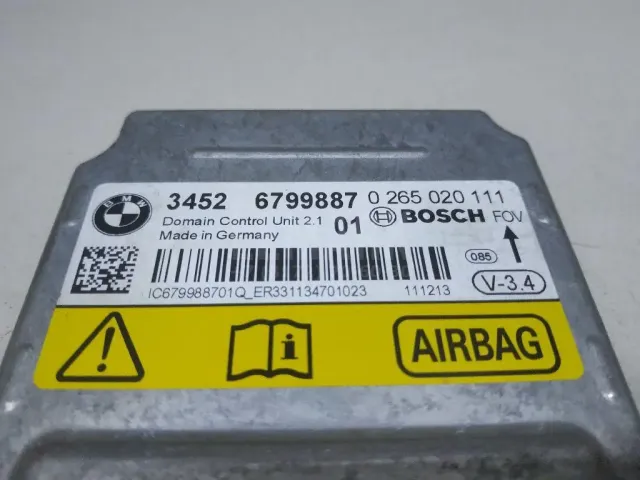 BMW
3452 6799887 0 265 020 111
Domain Control Unit 2.1 01 BOSCH FOV
Made in Germany
085
IC679988701Q_ER331134701023 111213 V-3.4
AIRBAG